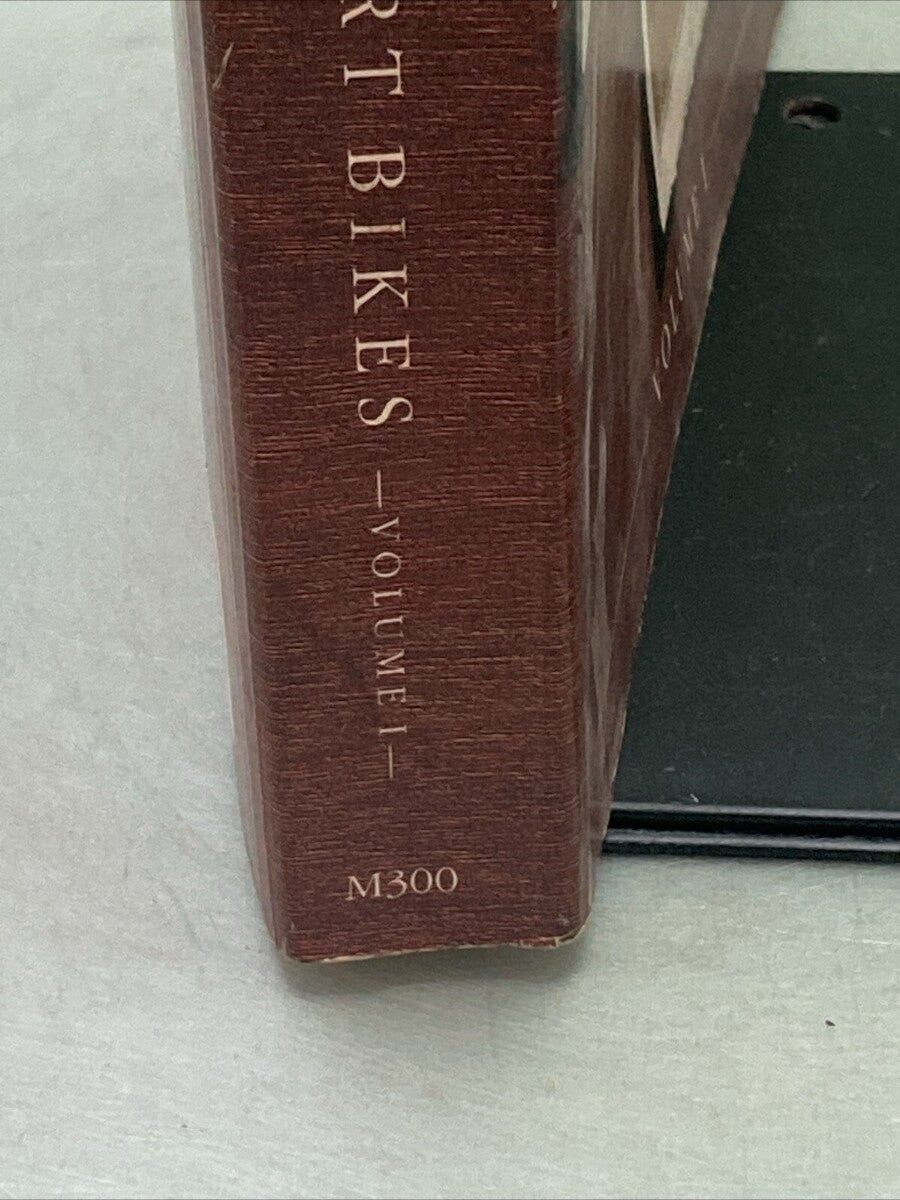 RT BIKES
—VOLUME I—
M300
VOLUME I